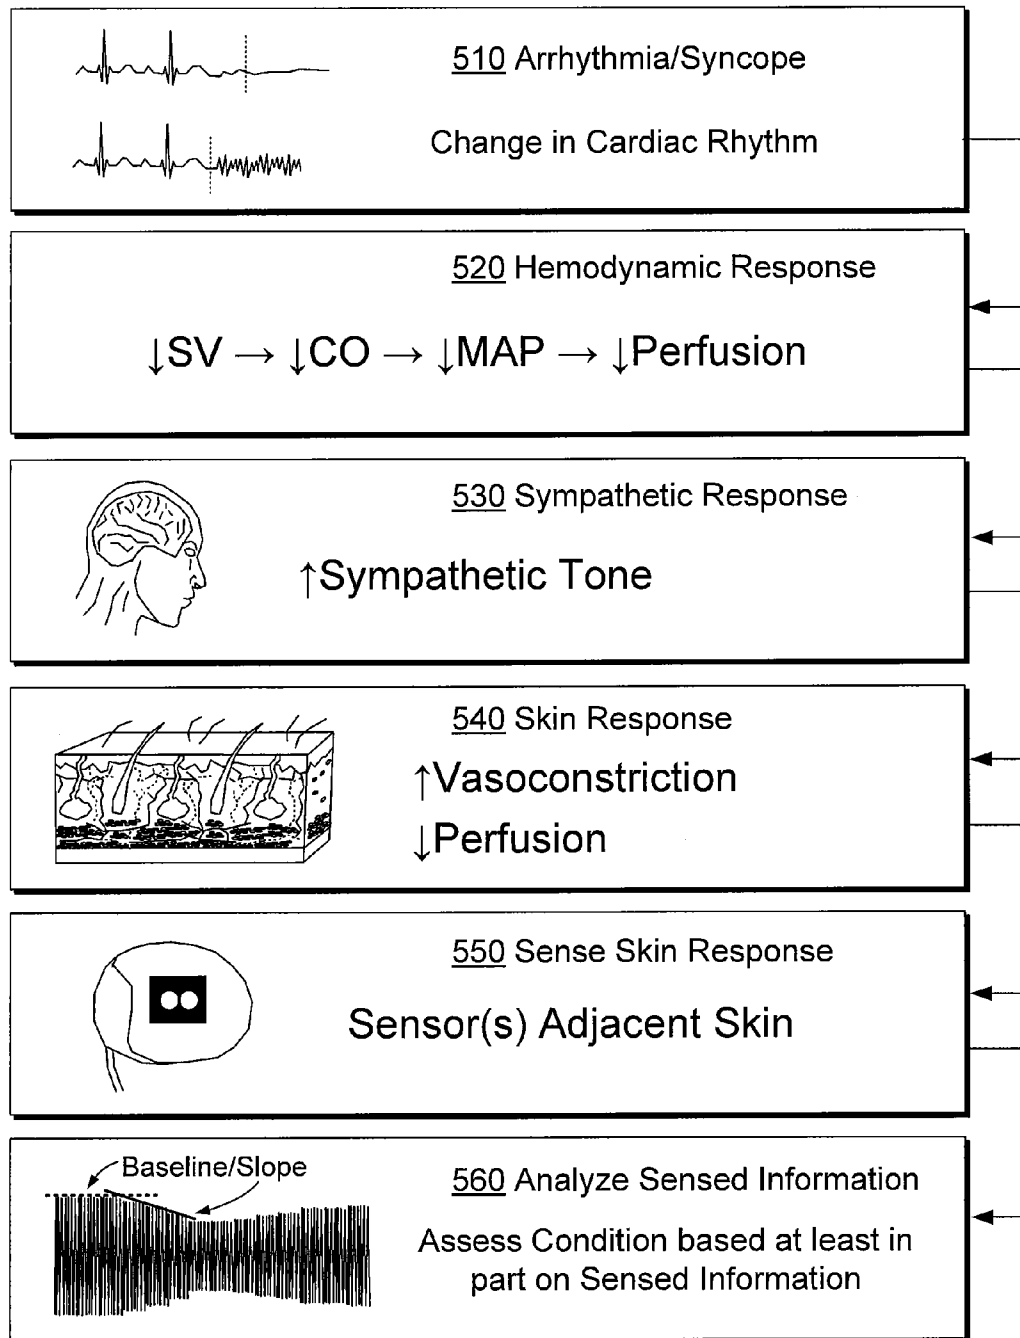 510 Arrhythmia/Syncope
Change in Cardiac Rhythm
520 Hemodynamic Response
↓SV → ↓CO → ↓MAP → ↓Perfusion
530 Sympathetic Response
↑Sympathetic Tone
540 Skin Response
↑Vasoconstriction
↓Perfusion
550 Sense Skin Response
Sensor(s) Adjacent Skin
Baseline/Slope
560 Analyze Sensed Information
Assess Condition based at least in
part on Sensed Information